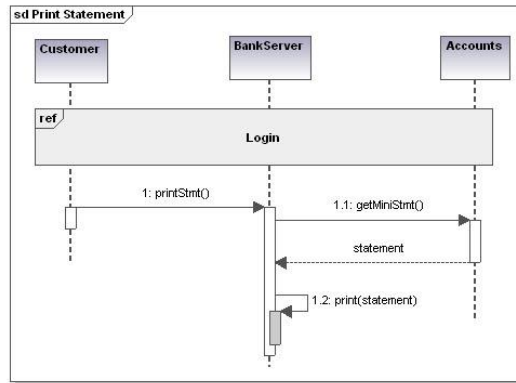 sd Print Statement
Customer
BankServer
Accounts
ref
Login
1: printStmt()
1.1: getMiniStmt()
statement
1.2: print(statement)